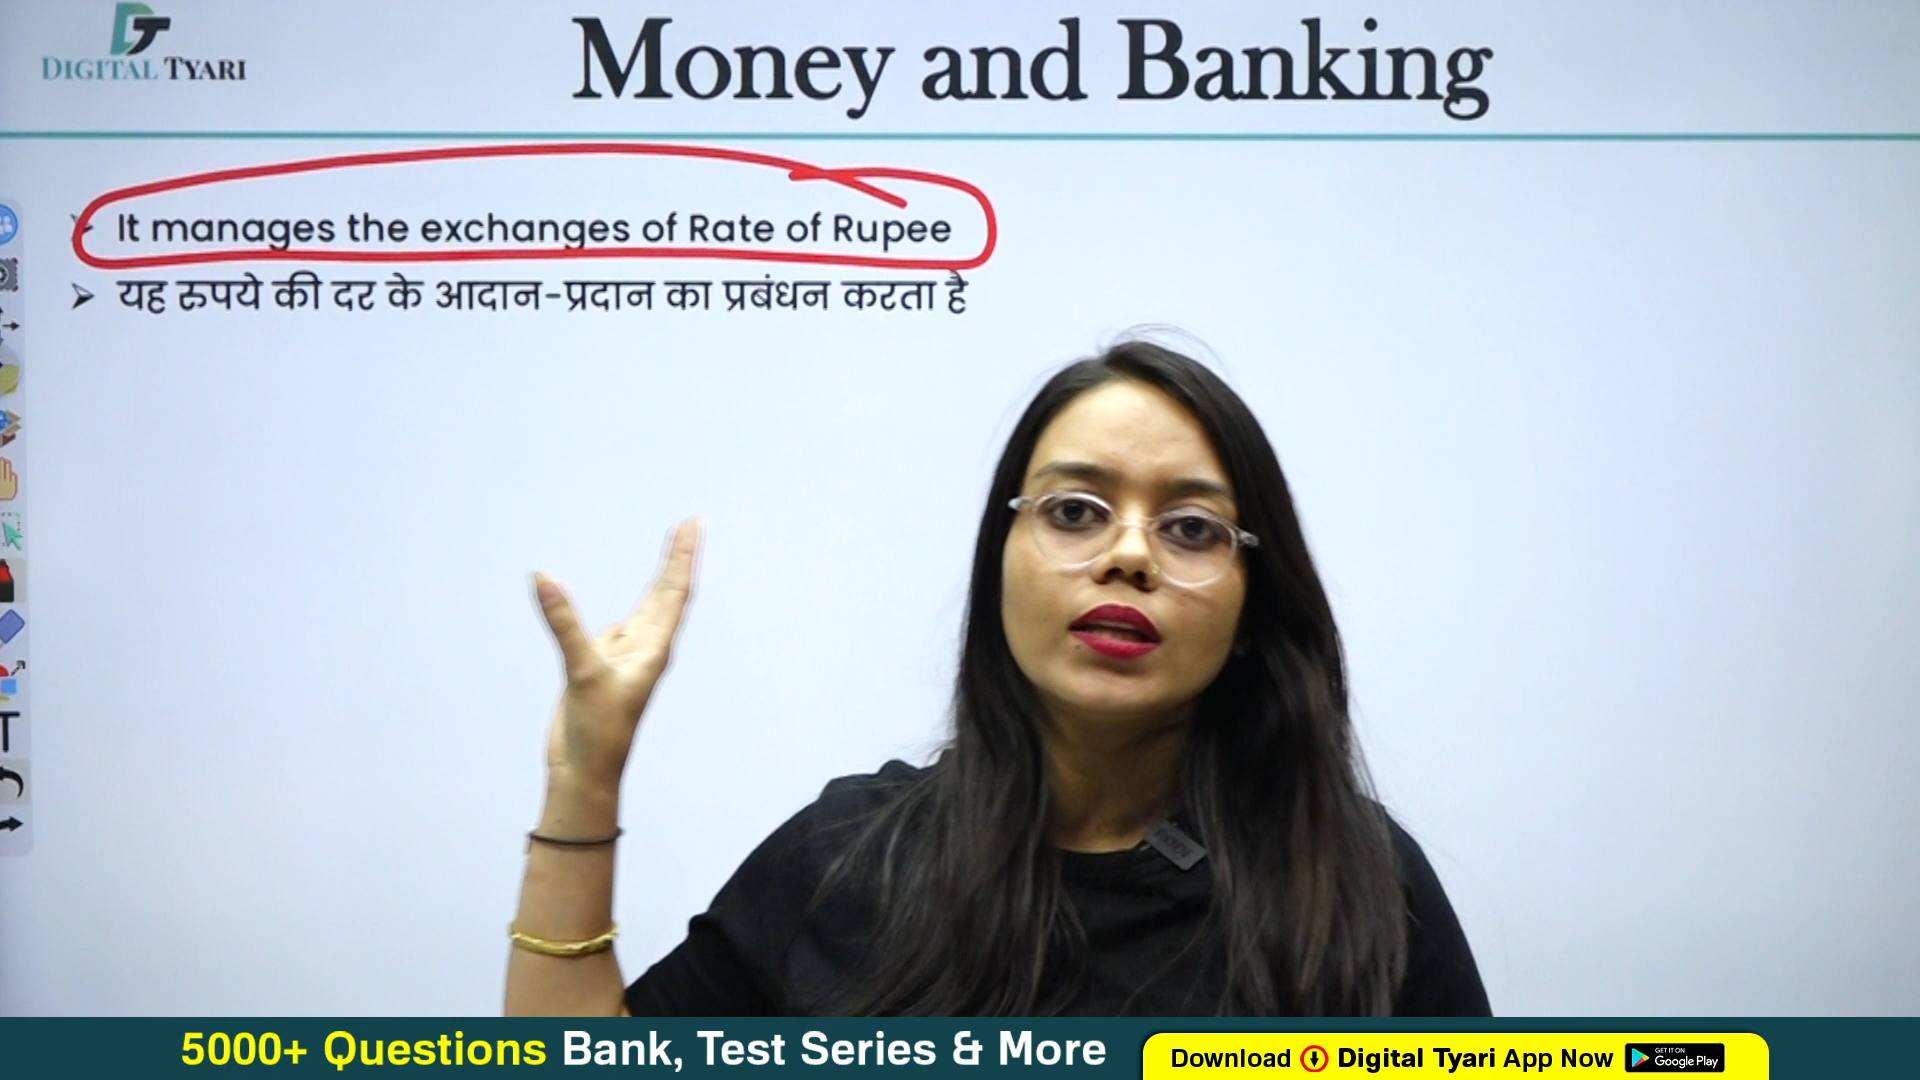 DT
DIGITAL TYARI
Money and Banking
It manages the exchanges of Rate of Rupee
यह रुपये की दर के आदान-प्रदान का प्रबंधन करता है
T
5000+ Questions Bank, Test Series & More
Download Digital Tyari App Now
GET IT ON
Google Play